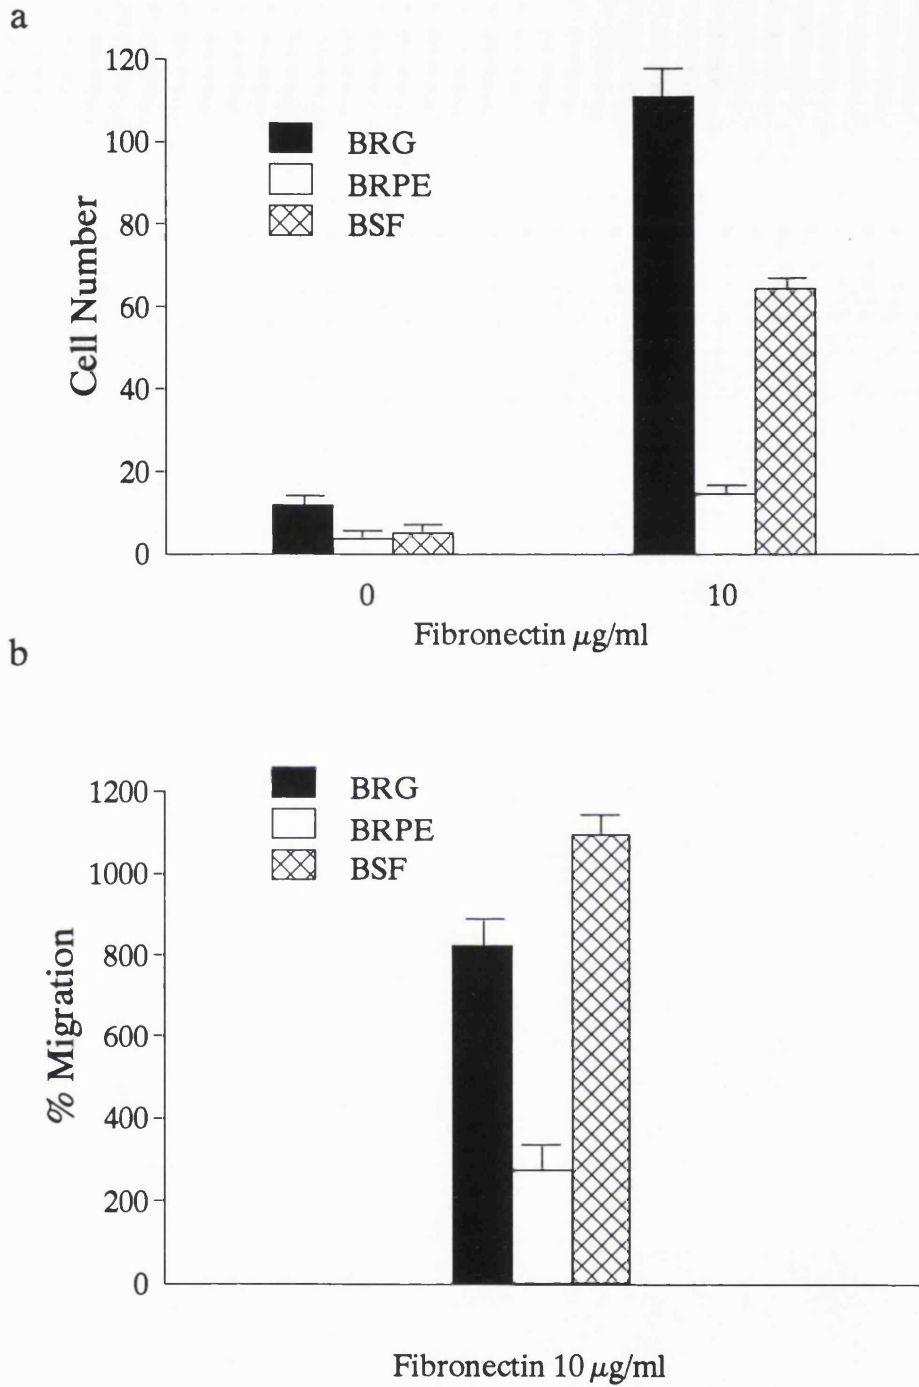 a
120
100
80
60
40
20
0
Cell Number
BRG
BRPE
BSF
0 10
Fibronectin μg/ml
b
1200
1000
800
600
400
200
0
% Migration
BRG
BRPE
BSF
Fibronectin 10 μg/ml